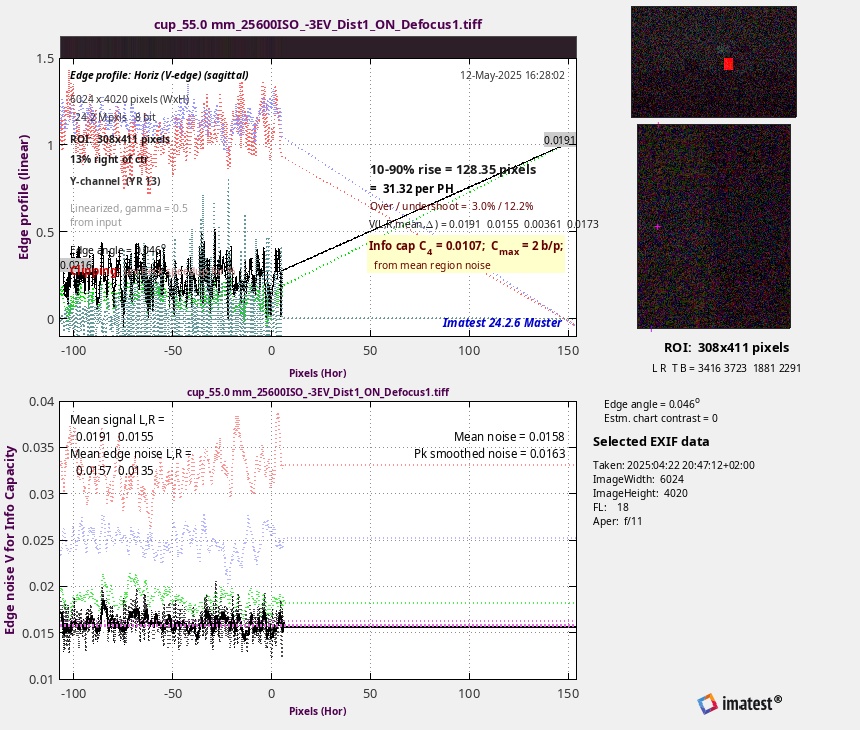 cup_55.0 mm_25600ISO_-3EV_Dist1_ON_Defocus1.tiff
Edge profile: Horiz (V-edge) (sagittal)
12-May-2025 16:28:02
6024 x 4020 pixels (WxH)
24.2 Mpxls 8 bit
ROI: 308x411 pixels
13% right of ctr
Y-channel (YR 13)
Linearized, gamma = 0.5
from input
Edge angle = 0.046o
0.0216
Clipping
0.0191
10-90% rise = 128.35 pixels
= 31.32 per PH
Over / undershoot = 3.0% / 12.2%
V(L,R,mean,Δ) = 0.0191 0.0155 0.00361 0.0173
Info cap C4 = 0.0107; Cmax = 2 b/p;
from mean region noise
Imatest 24.2.6 Master
Edge profile (linear)
1.5
1
0.5
0
-100 -50 0 50 100 150
Pixels (Hor)
ROI: 308x411 pixels
L R T B = 3416 3723 1881 2291
cup_55.0 mm_25600ISO_-3EV_Dist1_ON_Defocus1.tiff
Mean signal L,R =
0.0191 0.0155
Mean edge noise L,R =
0.0157 0.0135
Mean noise = 0.0158
Pk smoothed noise = 0.0163
Edge noise V for Info Capacity
0.04
0.035
0.03
0.025
0.02
0.015
0.01
-100 -50 0 50 100 150
Pixels (Hor)
Edge angle = 0.046o
Estm. chart contrast = 0
Selected EXIF data
Taken: 2025:04:22 20:47:12+02:00
ImageWidth: 6024
ImageHeight: 4020
FL: 18
Aper: f/11
imatest®